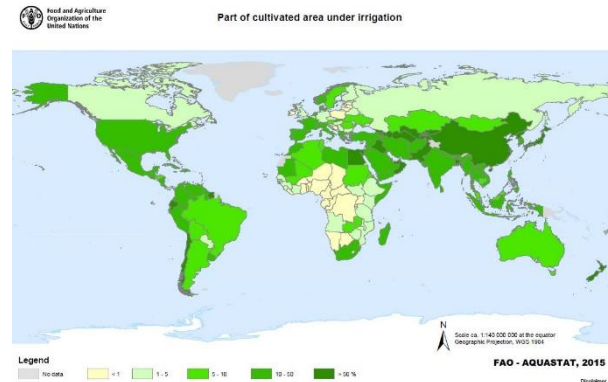 Food and Agriculture
Organization of the
United Nations
Part of cultivated area under irrigation
N
Scale ca. 1:140 000 000 at the equator
Geographic Projection, WGS 1984
Legend
No data
< 1
1 - 5
5 - 10
10 - 50
> 50 %
FAO - AQUASTAT, 2015
Disclaimer